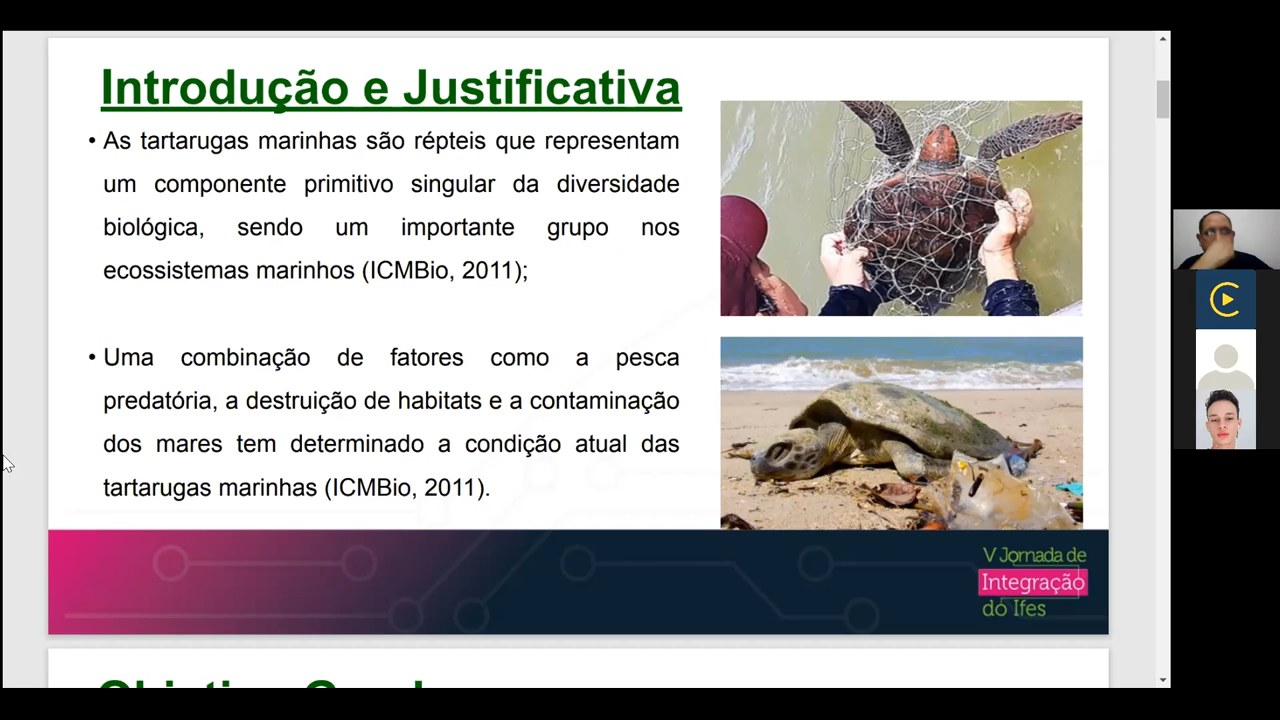 Introdução e Justificativa
• As tartarugas marinhas são répteis que representam
um componente primitivo singular da diversidade
biológica, sendo um importante grupo nos
ecossistemas marinhos (ICMBio, 2011);
• Uma combinação de fatores como a pesca
predatória, a destruição de habitats e a contaminação
dos mares tem determinado a condição atual das
tartarugas marinhas (ICMBio, 2011).
V Jornada de
Integração
do Ifes